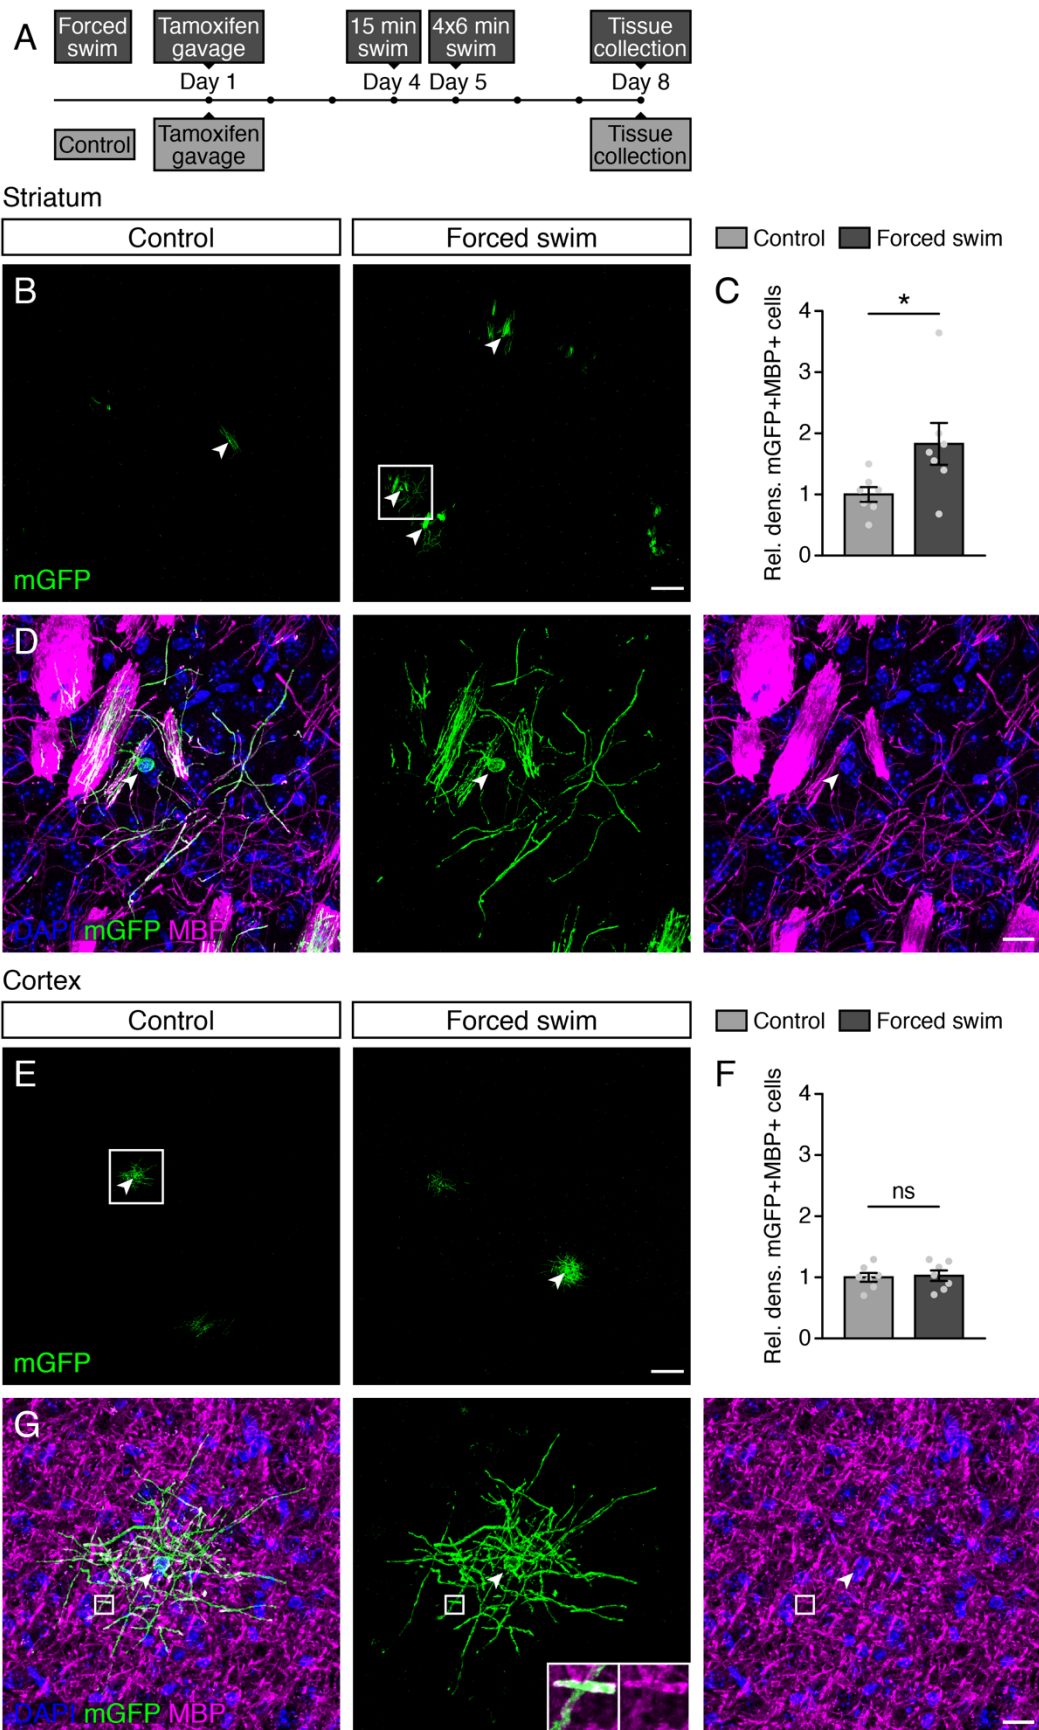 A
Forced
swim
Tamoxifen
gavage
15 min
swim
4x6 min
swim
Tissue
collection
Day 1
Day 4
Day 5
Day 8
Control
Tamoxifen
gavage
Tissue
collection
Striatum
Control
Forced swim
Control
Forced swim
B
mGFP
C
Rel. dens. mGFP+MBP+ cells
4
3
2
1
0
*
D
DAPI mGFP MBP
Cortex
Control
Forced swim
Control
Forced swim
E
mGFP
F
Rel. dens. mGFP+MBP+ cells
4
3
2
1
0
ns
G
DAPI mGFP MBP